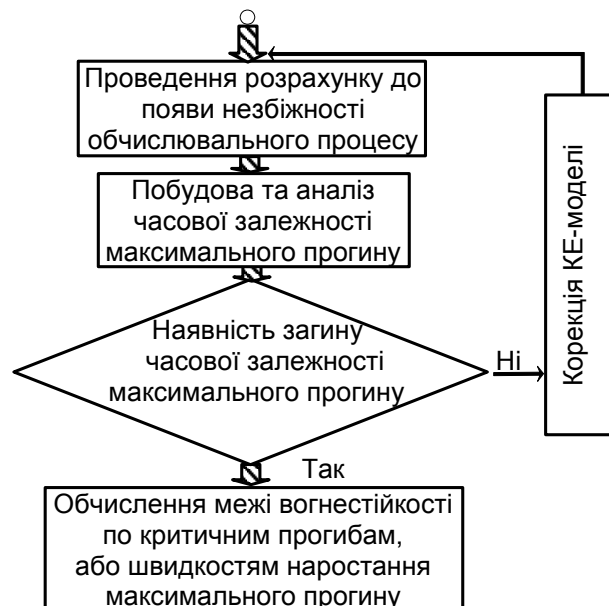 Проведення розрахунку до
появи незбіжності
обчислювального процесу
Побудова та аналіз
часової залежності
максимального прогину
Наявність загину
часової залежності
максимального прогину
Ні
Корекція КЕ-моделі
Так
Обчислення межі вогнестійкості
по критичним прогибам,
або швидкостям наростання
максимального прогину